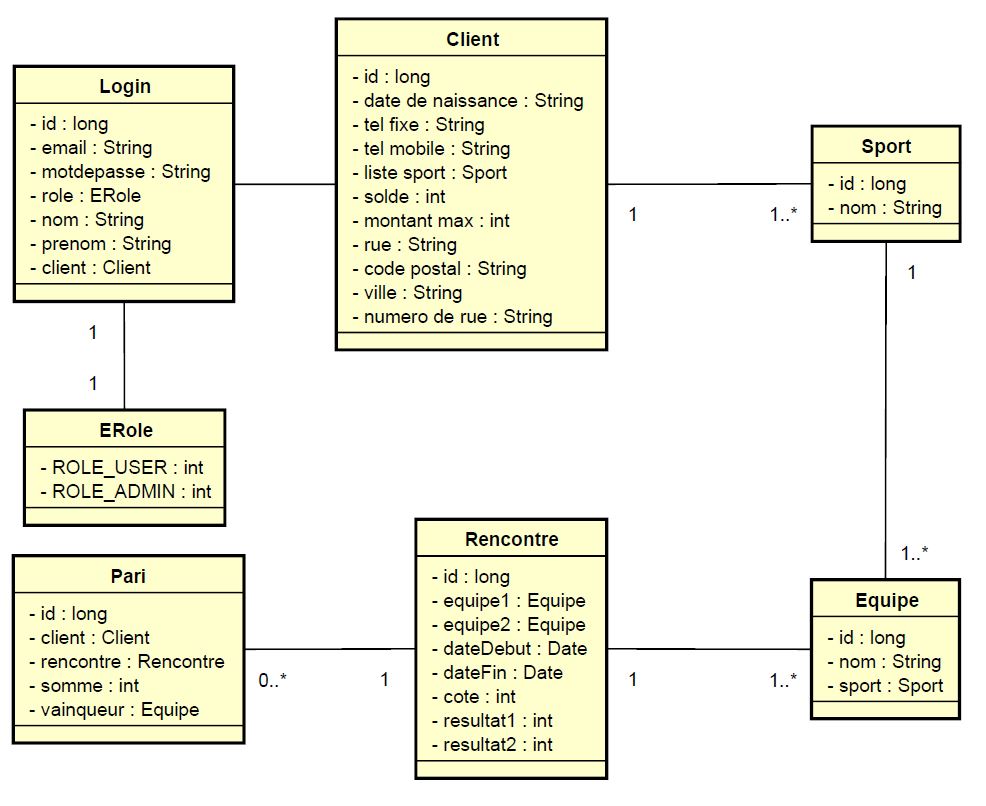 Client
- id : long
- date de naissance : String
- tel fixe : String
- tel mobile : String
- liste sport : Sport
- solde : int
- montant max : int
- rue : String
- code postal : String
- ville : String
- numero de rue : String
Login
- id : long
- email : String
- motdepasse : String
- role : ERole
- nom : String
- prenom : String
- client : Client
Sport
- id : long
- nom : String
1
1..*
1
1
1
1..*
ERole
- ROLE_USER : int
- ROLE_ADMIN : int
Pari
- id : long
- client : Client
- rencontre : Rencontre
- somme : int
- vainqueur : Equipe
0..*
1
Rencontre
- id : long
- equipe1 : Equipe
- equipe2 : Equipe
- dateDebut : Date
- dateFin : Date
- cote : int
- resultat1 : int
- resultat2 : int
1
1..*
Equipe
- id : long
- nom : String
- sport : Sport